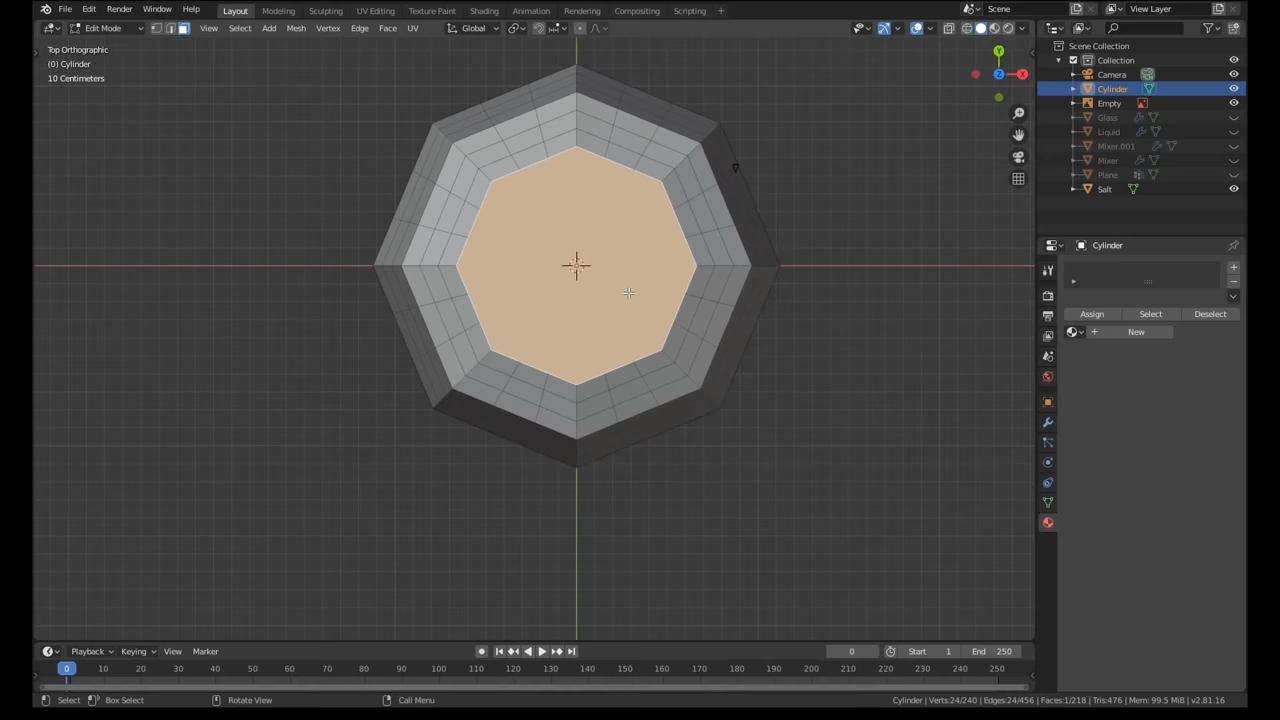 File Edit Render Window Help Layout Modeling Sculpting UV Editing Texture Paint Shading Animation Rendering Compositing Scripting + Scene View Layer
Edit Mode View Select Add Mesh Vertex Edge Face UV Global
Top Orthographic
(0) Cylinder
10 Centimeters
Y
X
Z
Scene Collection
Collection
Camera
Cylinder
Empty
Glass
Liquid
Mixer.001
Mixer
Plane
Salt
Cylinder
Assign Select Deselect
New
Playback Keying View Marker 0 Start 1 End 250
0 10 20 30 40 50 60 70 80 90 100 110 120 130 140 150 160 170 180 190 200 210 220 230 240 250
Select Box Select Rotate View Call Menu Cylinder | Verts:24/240 | Edges:24/456 | Faces:1/218 | Tris:476 | Mem: 99.5 MiB | v2.81.16